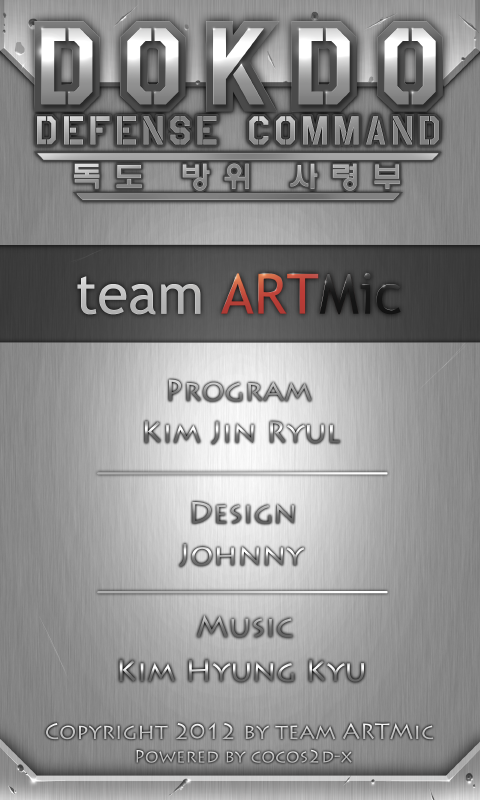 DOKDO
DEFENSE COMMAND
독도 방위 사령부
team ARTMic
Program
Kim Jin Ryul
Design
Johnny
Music
Kim Hyung Kyu
Copyright 2012 by team ARTMic
Powered by cocos2d-x